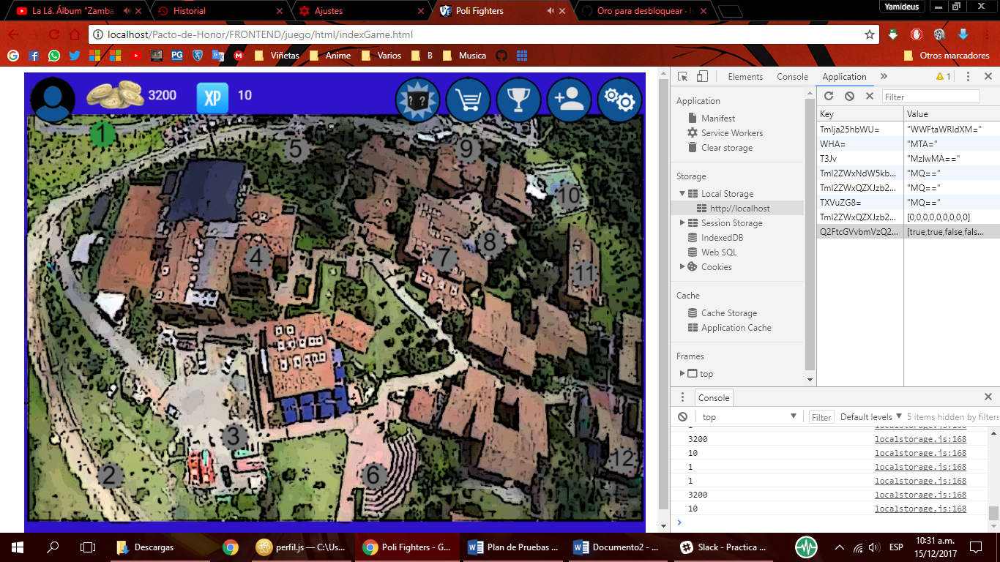 La Lá. Álbum "Zamba
Historial
Ajustes
Poli Fighters
Oro para desbloquear · Is
Yamideus
localhost/Pacto-de-Honor/FRONTEND/juego/html/indexGame.html
Viñetas
Anime
Varios
B
Musica
Otros marcadores
3200
XP
10
1
5
9
10
8
4
7
11
3
2
6
12
Elements
Console
Application
1
Application
Manifest
Service Workers
Clear storage
Storage
Local Storage
http://localhost
Session Storage
IndexedDB
Web SQL
Cookies
Cache
Cache Storage
Application Cache
Frames
top
Filter
Key
Value
TmIja25hbWU=
"WWFtaWRldXM="
WHA=
"MTA="
T3Jv
"MzIwMA=="
Tml2ZWxNdW5kb...
"MQ=="
Tml2ZWxQZXJzb2...
"MQ=="
TXVuZG8=
"MQ=="
Tml2ZWxQZXJzb2...
[0,0,0,0,0,0,0,0,0]
Q2FtcGVvbmVzQ2...
[true,true,false,fals...
Console
top
Filter
Default levels
5 items hidden by filters
1 localstorage.js:168
3200 localstorage.js:168
10 localstorage.js:168
1 localstorage.js:168
1 localstorage.js:168
3200 localstorage.js:168
10 localstorage.js:168
Descargas
perfil.js — C:\Us...
Poli Fighters - G...
Plan de Pruebas ...
Documento2 - ...
Slack - Practica ...
ESP
10:31 a.m.
15/12/2017